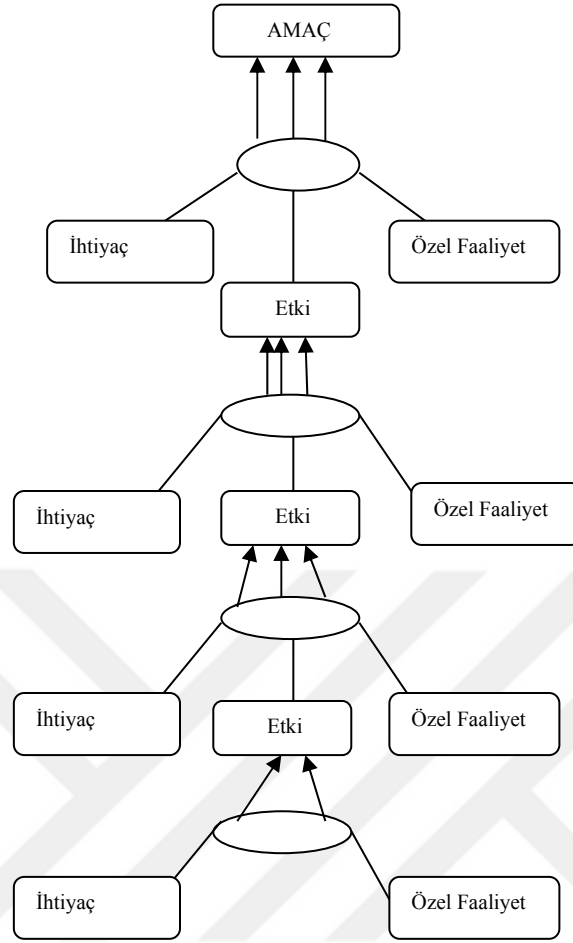 AMAÇ
İhtiyaç
Özel Faaliyet
Etki
İhtiyaç
Etki
Özel Faaliyet
İhtiyaç
Etki
Özel Faaliyet
İhtiyaç
Özel Faaliyet